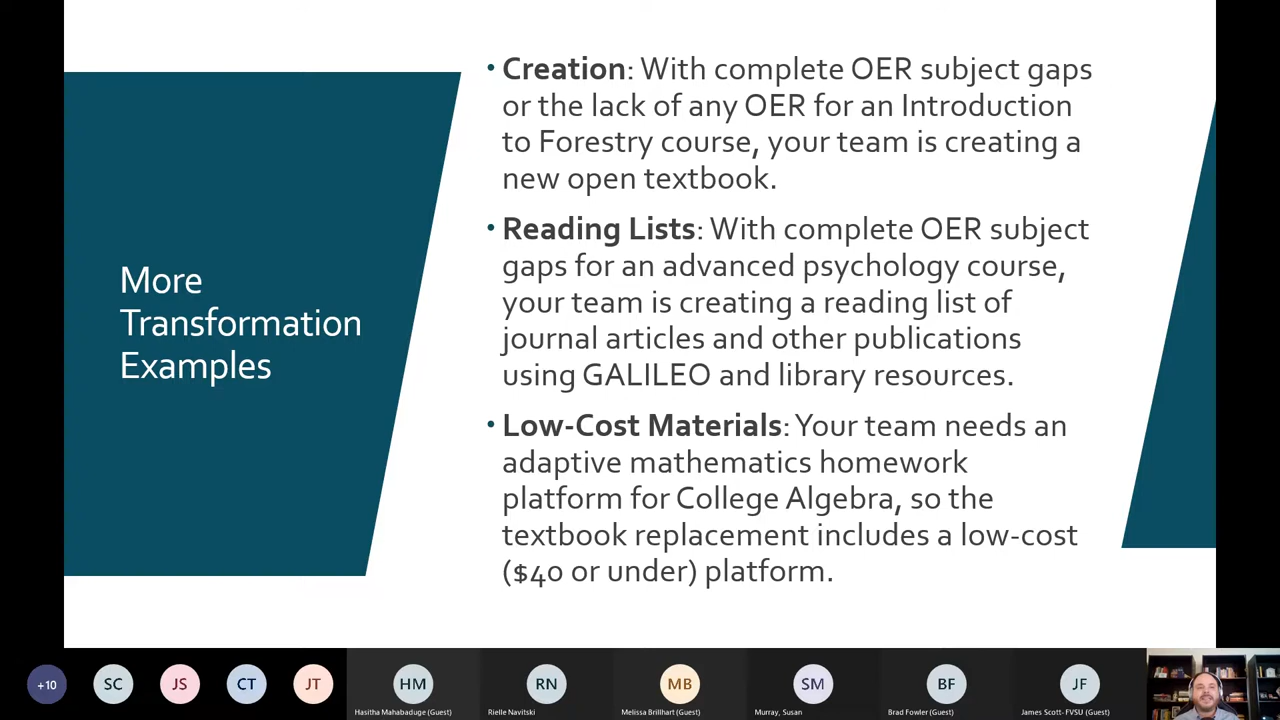 More
Transformation
Examples
• Creation: With complete OER subject gaps
or the lack of any OER for an Introduction
to Forestry course, your team is creating a
new open textbook.
• Reading Lists: With complete OER subject
gaps for an advanced psychology course,
your team is creating a reading list of
journal articles and other publications
using GALILEO and library resources.
• Low-Cost Materials: Your team needs an
adaptive mathematics homework
platform for College Algebra, so the
textbook replacement includes a low-cost
($40 or under) platform.
+10
SC
JS
CT
JT
HM
Hasitha Mahabaduge (Guest)
RN
Rielle Navitski
MB
Melissa Brillhart (Guest)
SM
Murray, Susan
BF
Brad Fowler (Guest)
JF
James Scott- FVSU (Guest)